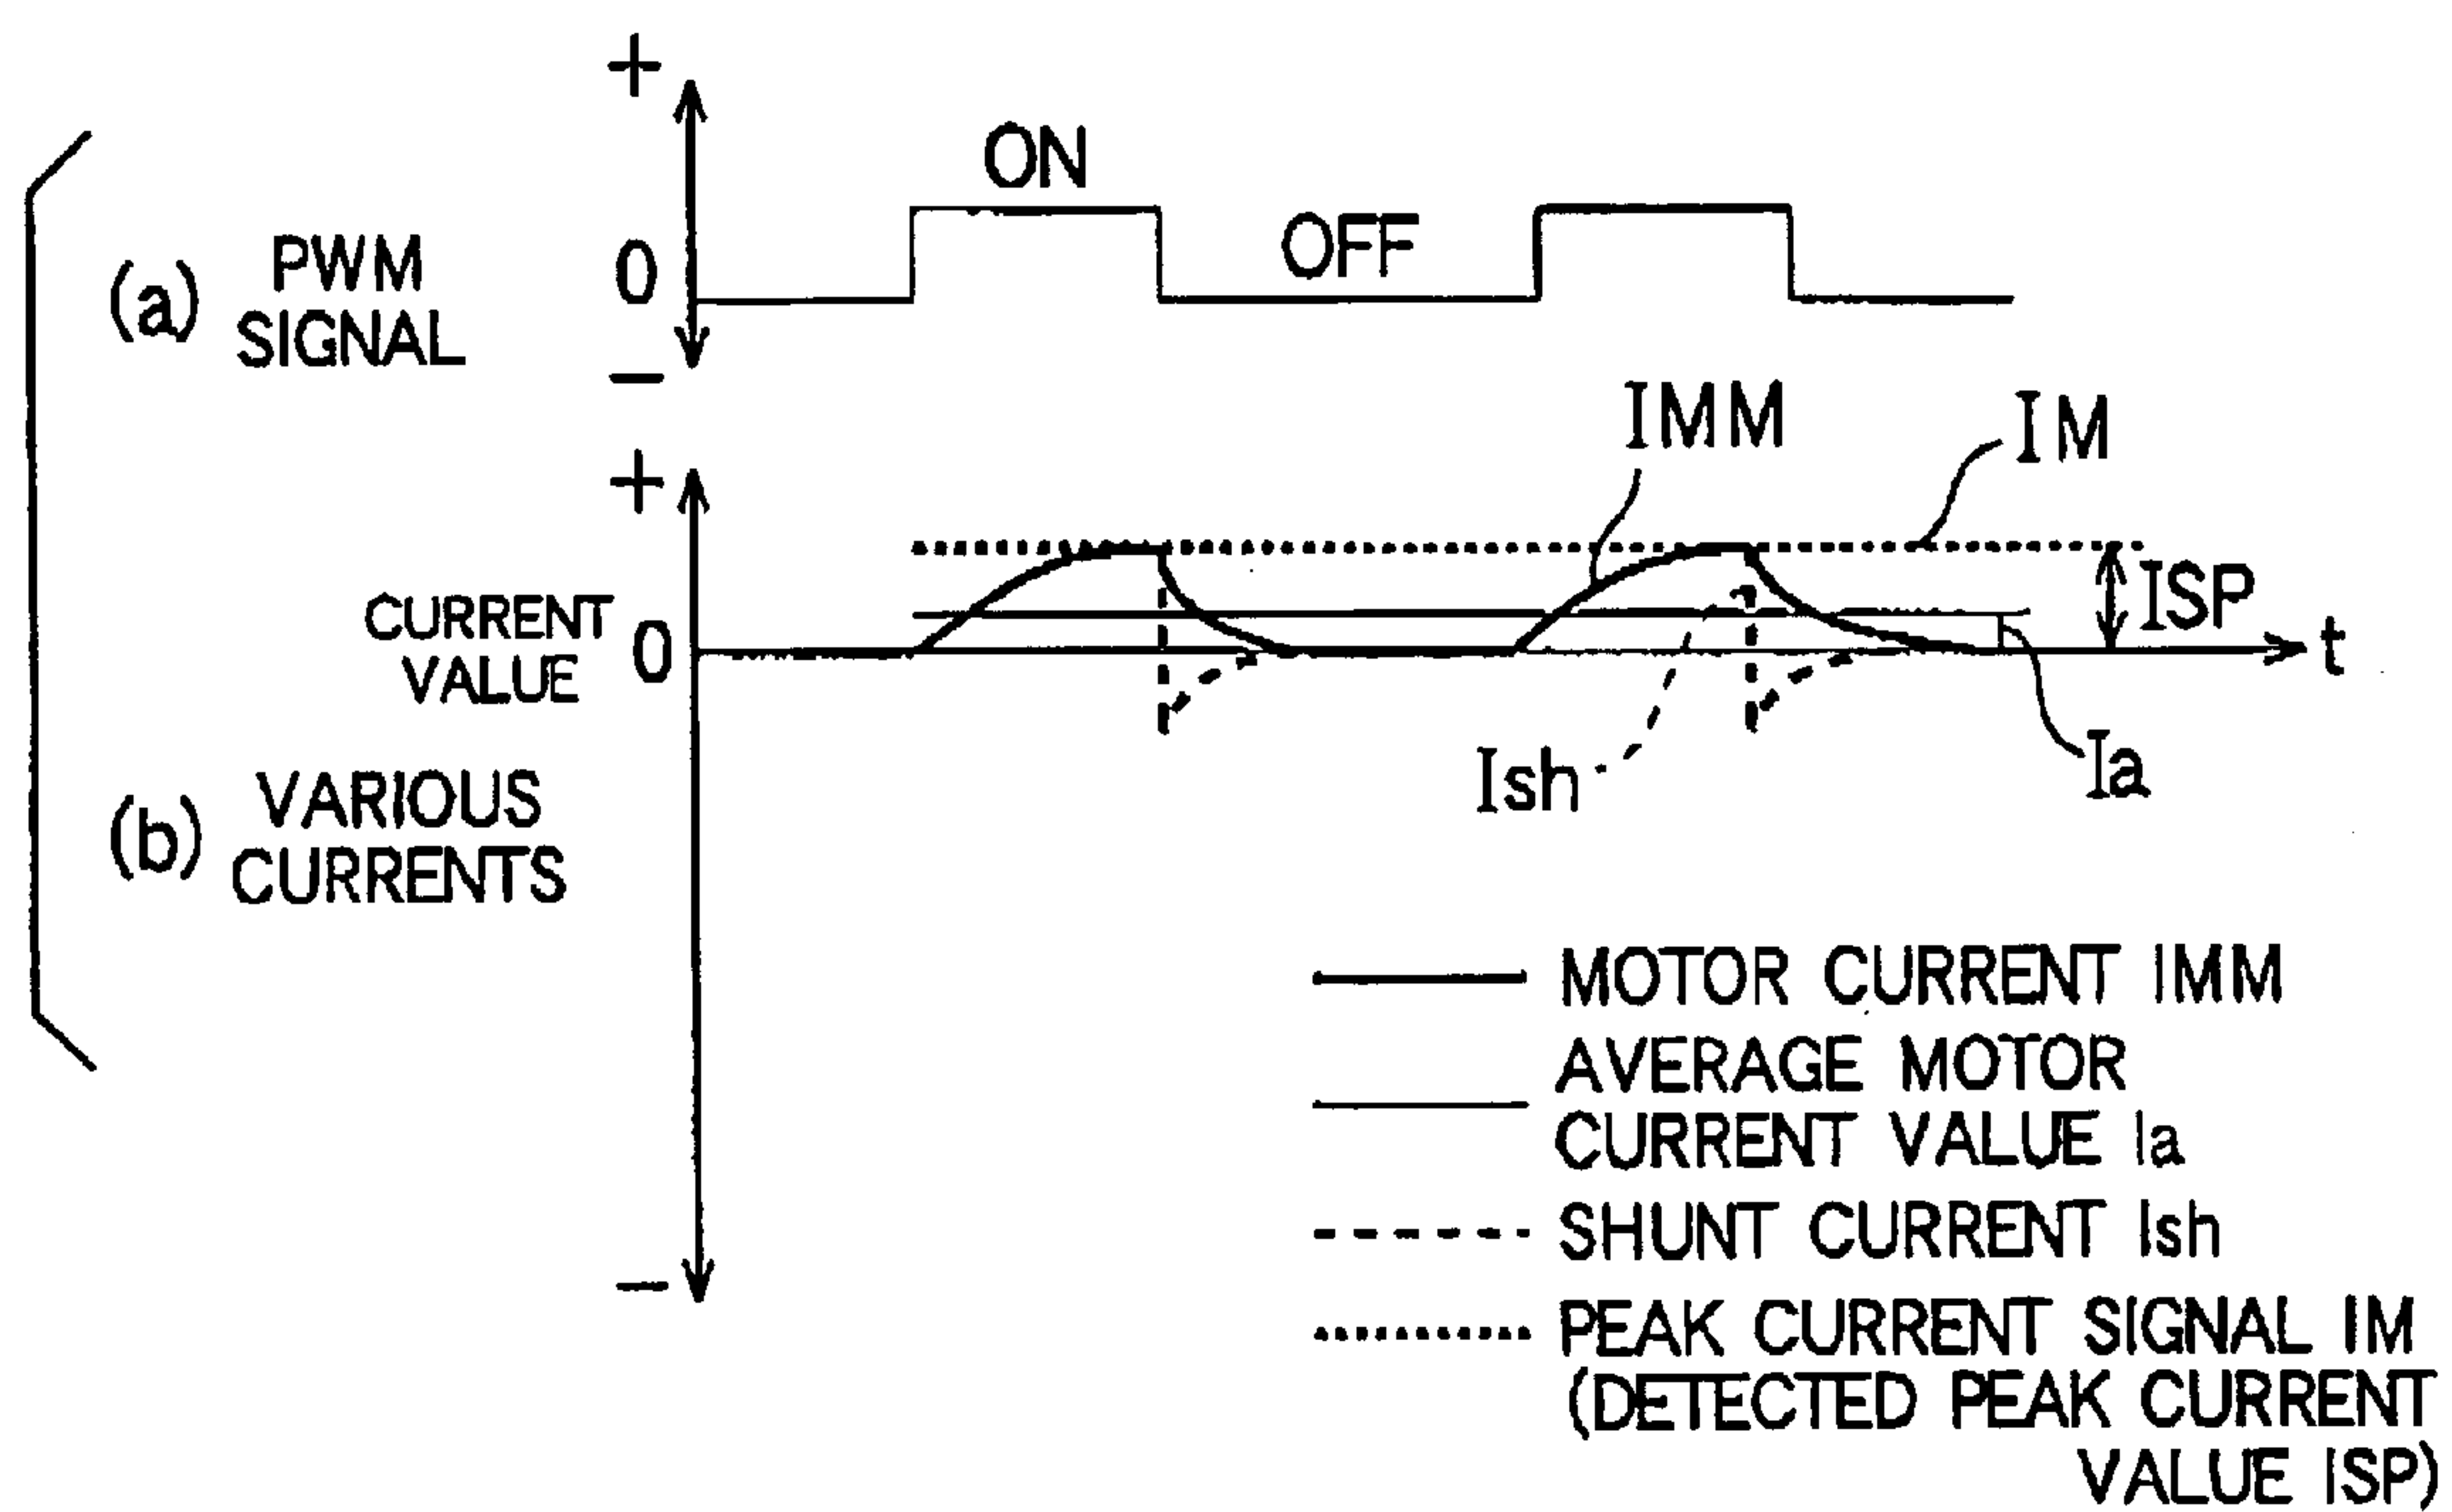 +
ON
OFF
(a) PWM
SIGNAL
0
−
IMM
IM
+
ISP
CURRENT
VALUE
0
t
Ish
Ia
(b) VARIOUS
CURRENTS
−
MOTOR CURRENT IMM
AVERAGE MOTOR
CURRENT VALUE Ia
SHUNT CURRENT Ish
PEAK CURRENT SIGNAL IM
(DETECTED PEAK CURRENT
VALUE ISP)